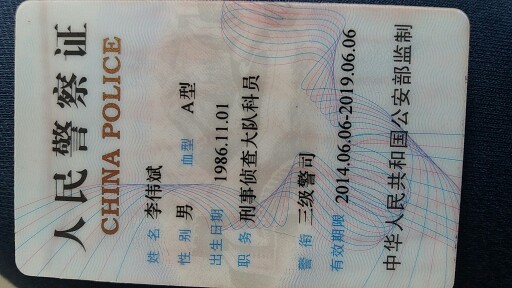 人民警察证
CHINA POLICE
姓名 李伟斌
性别 男 血型 A型
出生日期 1986.11.01
职务 刑事侦查大队科员
警衔 三级警司
有效期限 2014.06.06-2019.06.06
中华人民共和国公安部监制